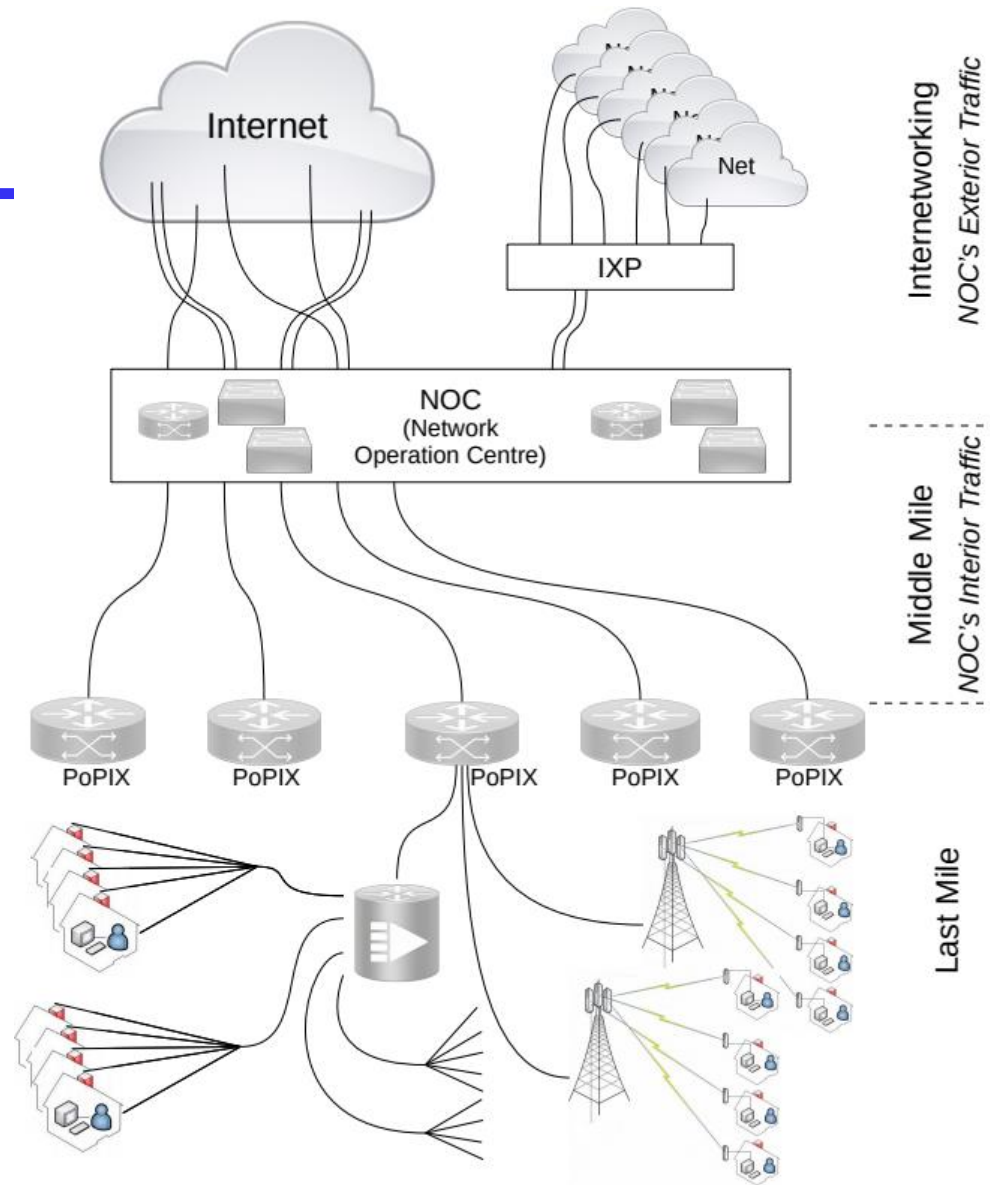 Internet
Net
IXP
NOC
(Network
Operation Centre)
PoPIX
PoPIX
PoPIX
PoPIX
PoPIX
Internetworking
NOC's Exterior Traffic
Middle Mile
NOC's Interior Traffic
Last Mile